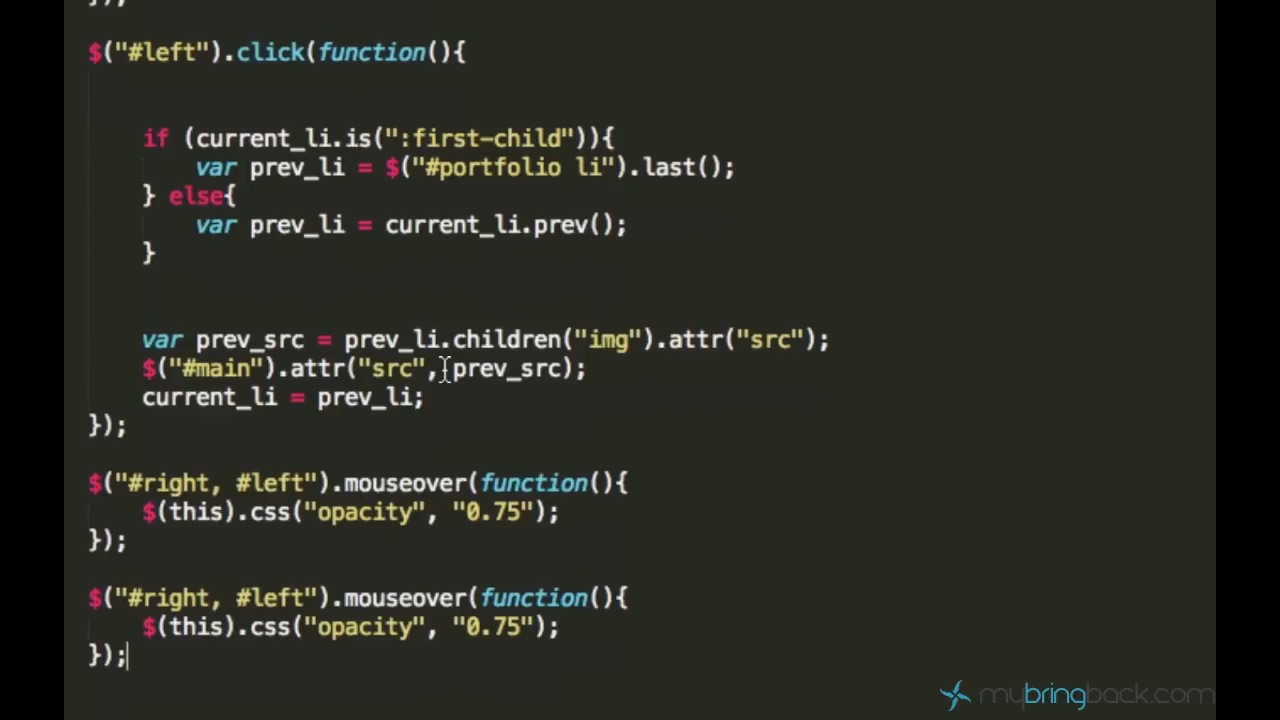 });
$("#left").click(function(){
if (current_li.is(":first-child")){
var prev_li = $("#portfolio li").last();
} else{
var prev_li = current_li.prev();
}
var prev_src = prev_li.children("img").attr("src");
$("#main").attr("src", prev_src);
current_li = prev_li;
});
$("#right, #left").mouseover(function(){
$(this).css("opacity", "0.75");
});
$("#right, #left").mouseover(function(){
$(this).css("opacity", "0.75");
});
mybringback.com